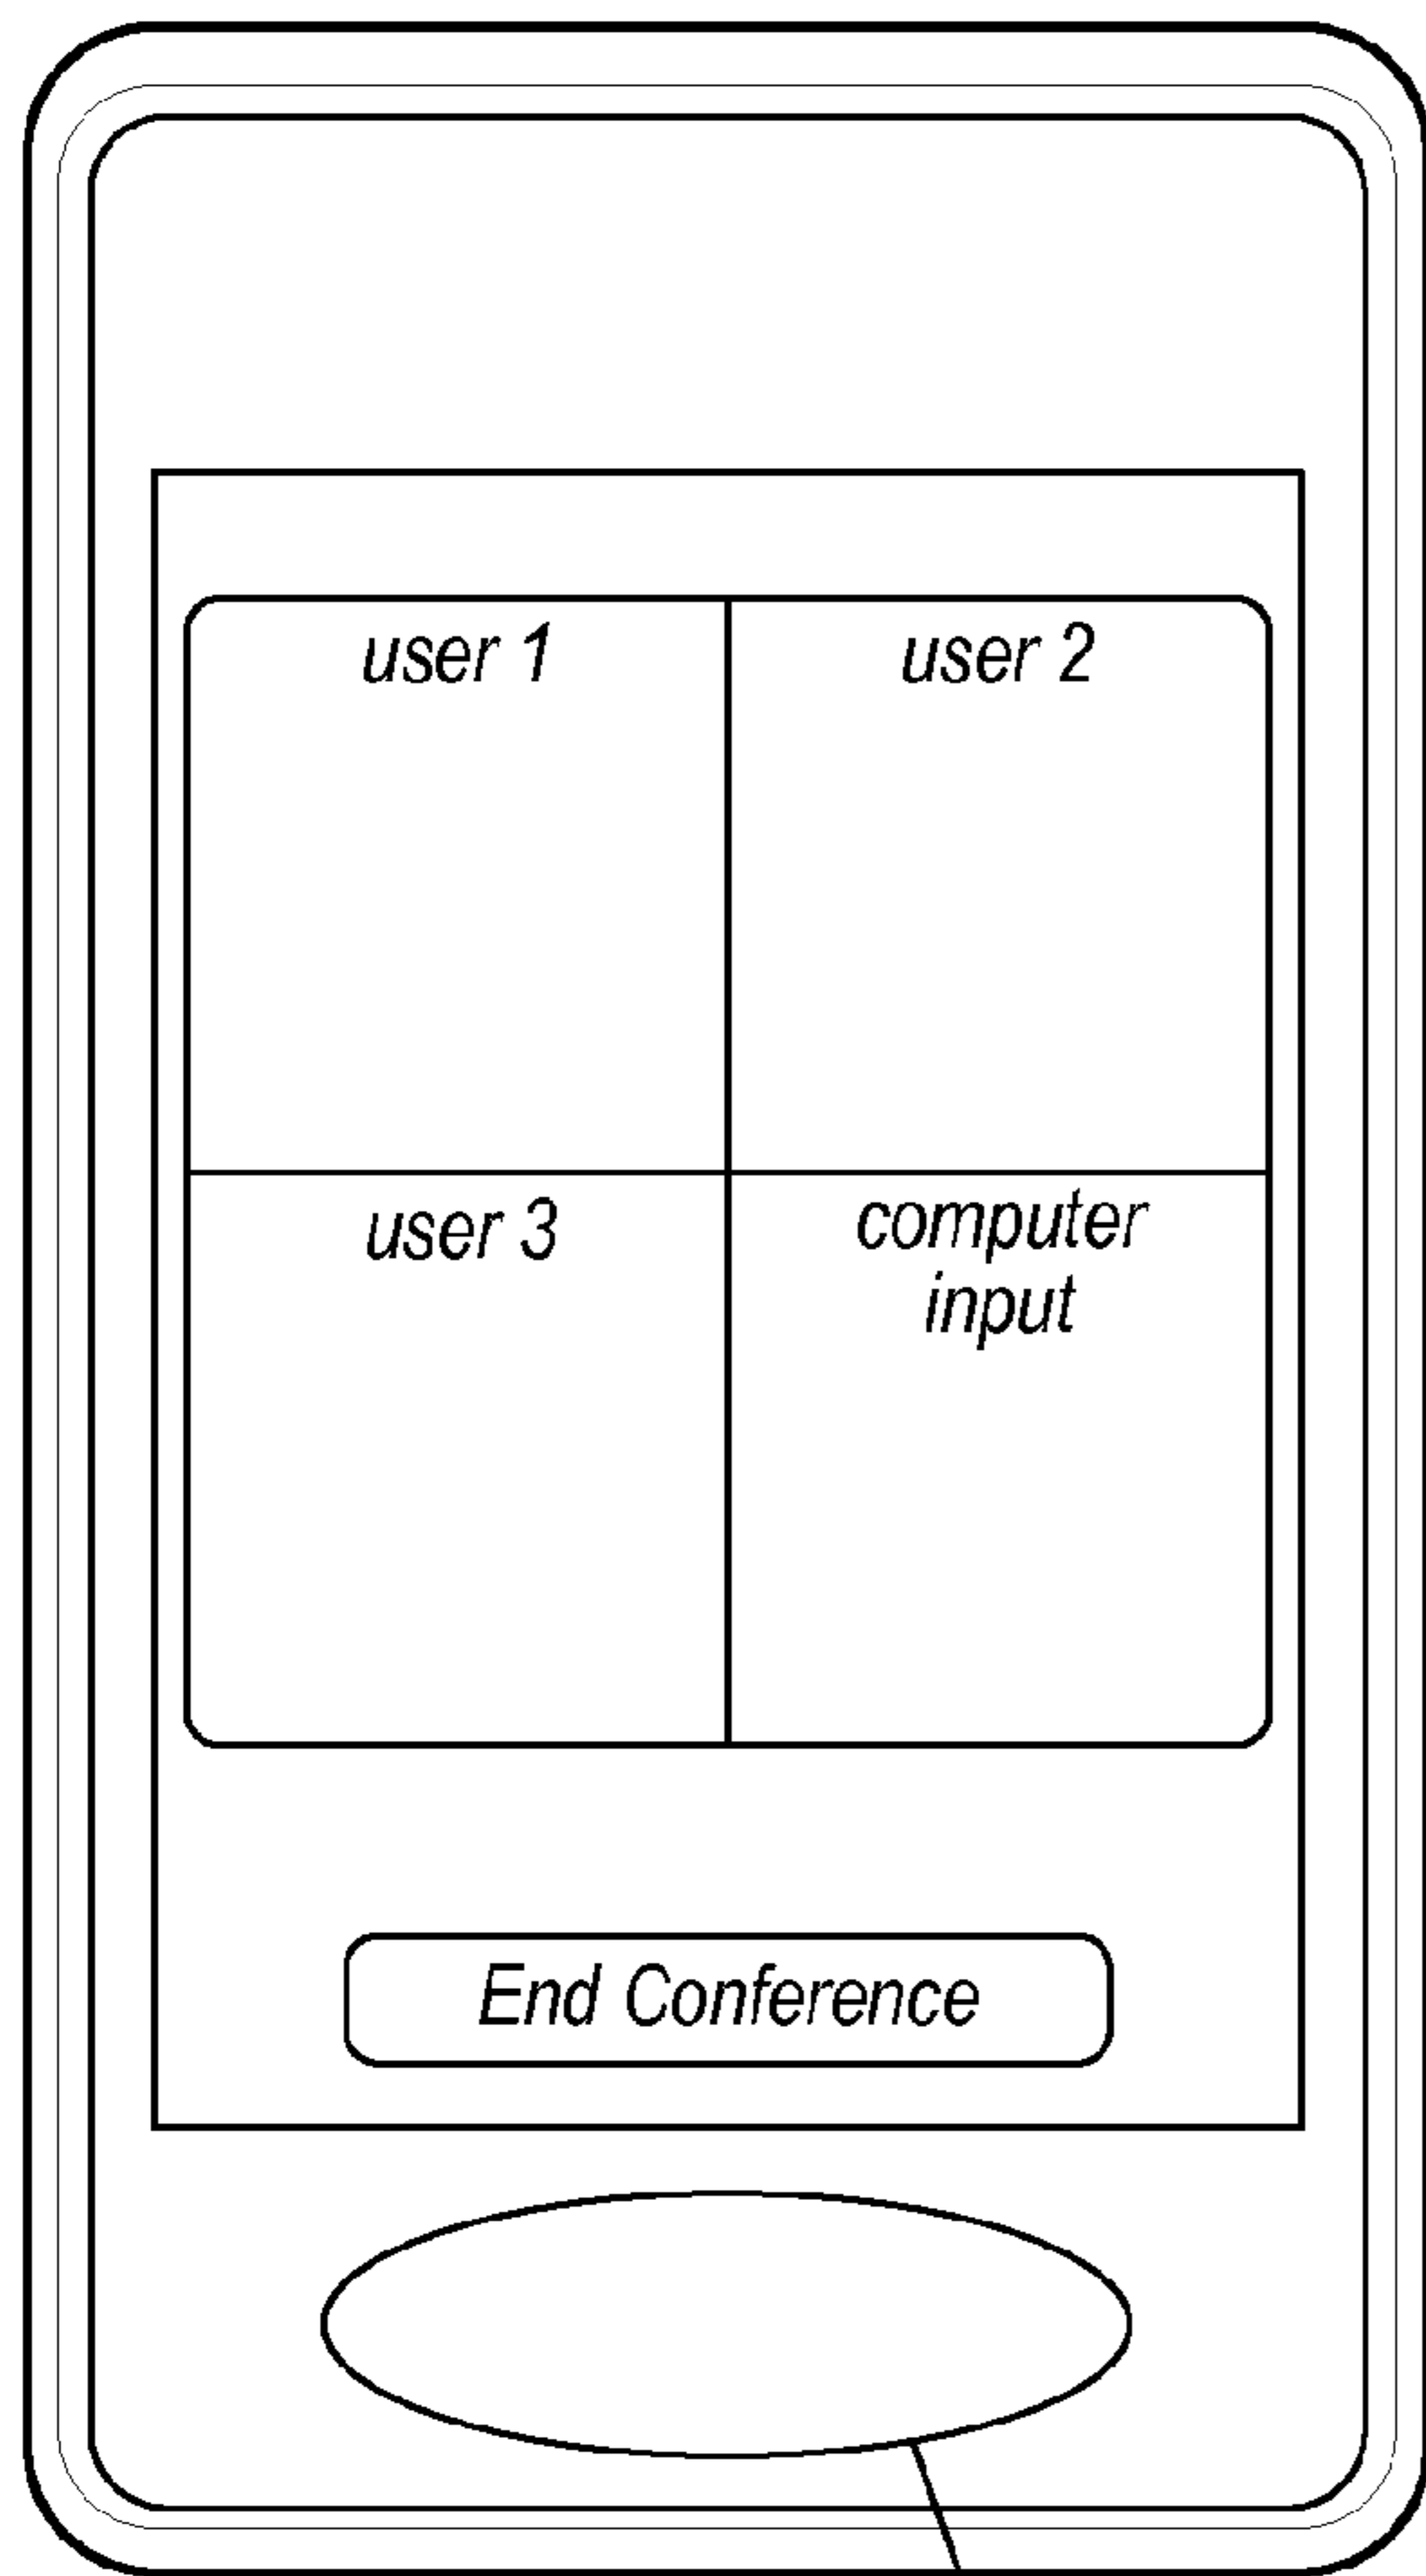 user 1
user 2
user 3
computer
input
End Conference